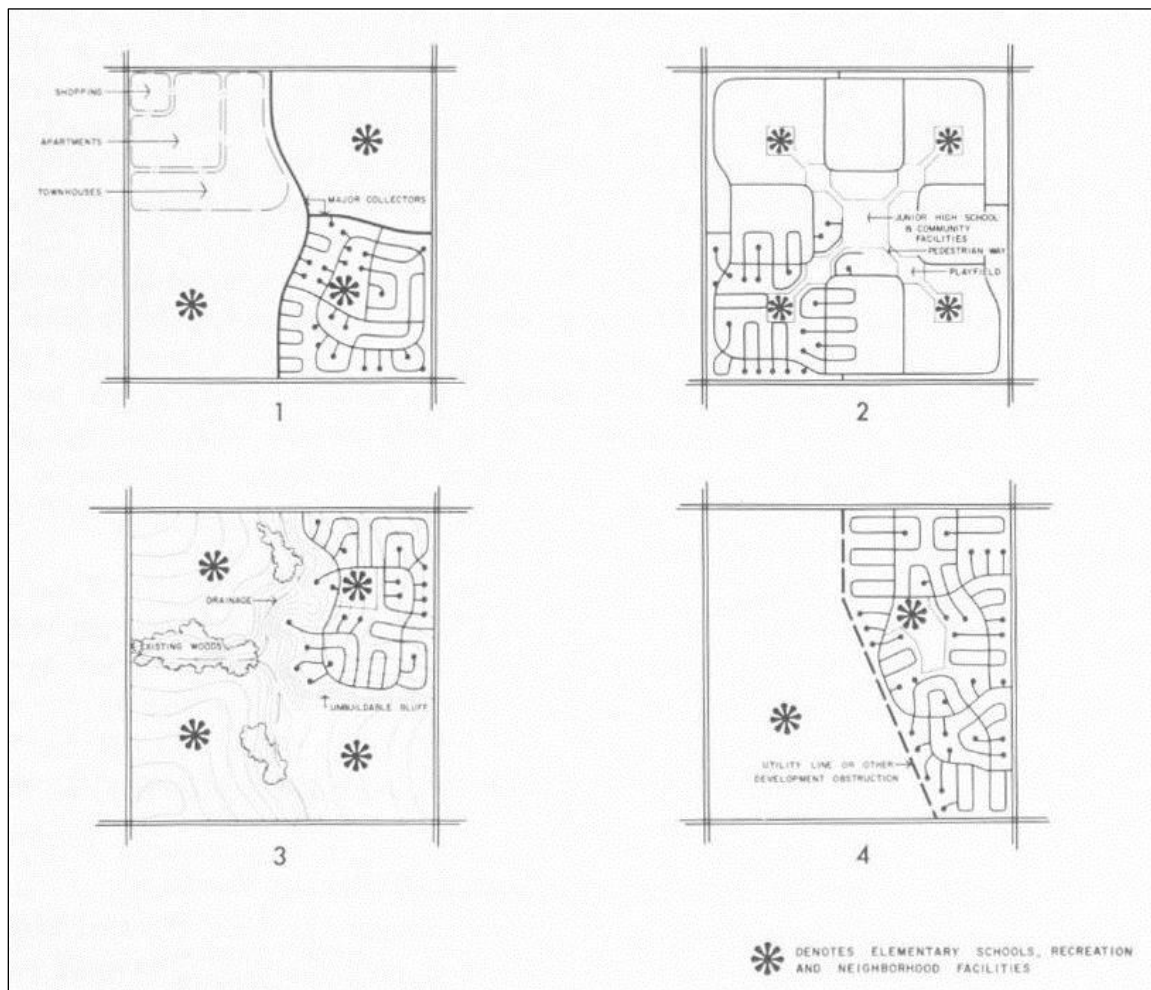 SHOPPING
APARTMENTS
TOWNHOUSES
MAJOR COLLECTORS
1
JUNIOR HIGH SCHOOL
& COMMUNITY
FACILITIES
PEDESTRIAN WAY
PLAYFIELD
2
DRAINAGE
EXISTING WOODS
UNBUILDABLE BLUFF
3
UTILITY LINE OR OTHER
DEVELOPMENT OBSTRUCTION
4
DENOTES ELEMENTARY SCHOOLS, RECREATION
AND NEIGHBORHOOD FACILITIES